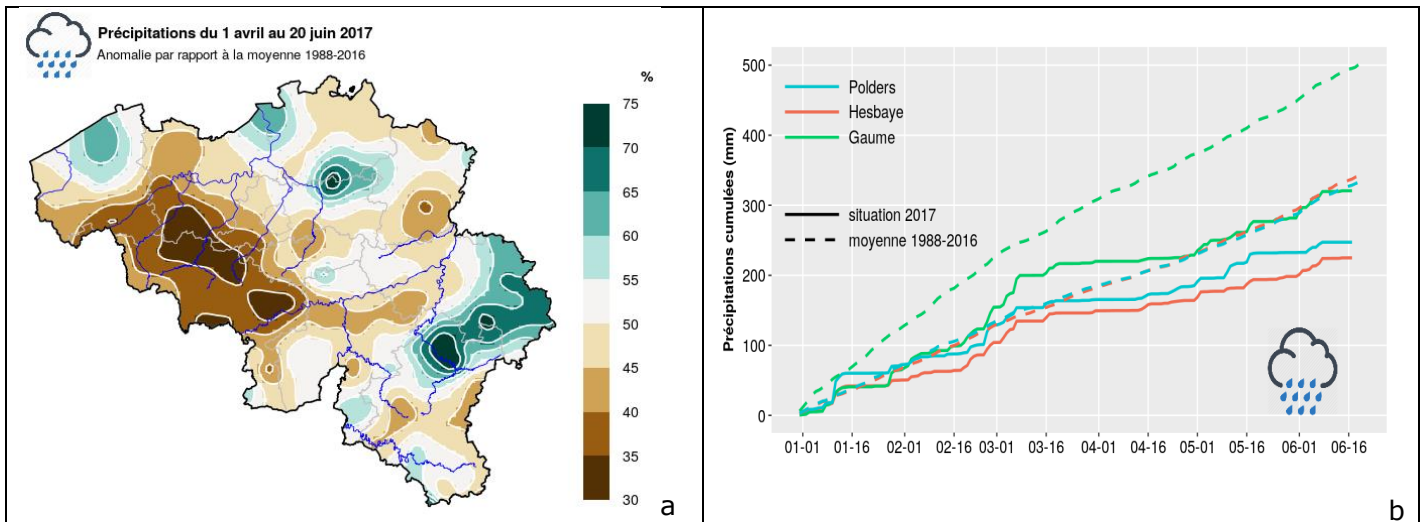 Précipitations du 1 avril au 20 juin 2017
Anomalie par rapport à la moyenne 1988-2016
%
75
70
65
60
55
50
45
40
35
30
a
Précipitations cumulées (mm)
500
400
300
200
100
0
Polders
Hesbaye
Gaume
situation 2017
moyenne 1988-2016
01-01 01-16 02-01 02-16 03-01 03-16 04-01 04-16 05-01 05-16 06-01 06-16
b